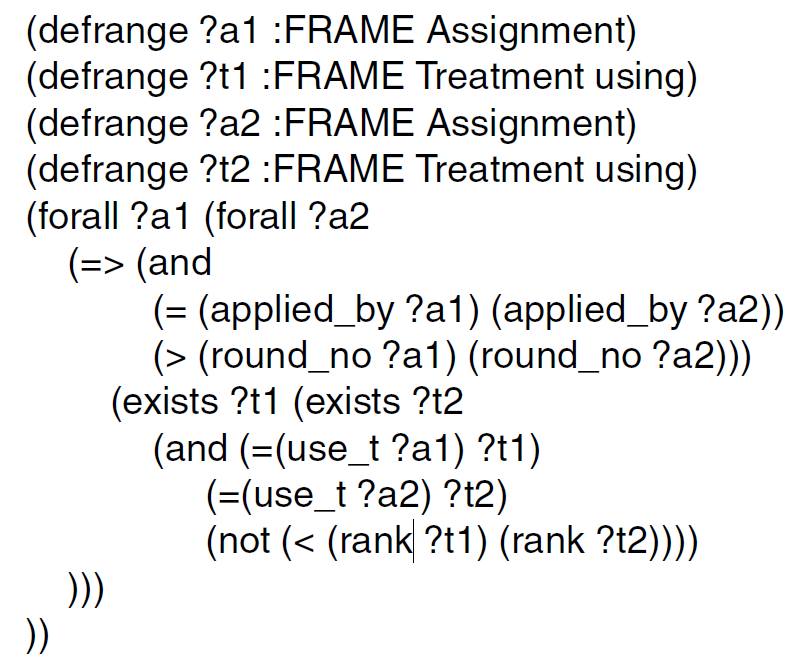 (defrange ?a1 :FRAME Assignment)
(defrange ?t1 :FRAME Treatment using)
(defrange ?a2 :FRAME Assignment)
(defrange ?t2 :FRAME Treatment using)
(forall ?a1 (forall ?a2
(=> (and
(= (applied_by ?a1) (applied_by ?a2))
(> (round_no ?a1) (round_no ?a2)))
(exists ?t1 (exists ?t2
(and (=(use_t ?a1) ?t1)
(=(use_t ?a2) ?t2)
(not (< (rank ?t1) (rank ?t2))))
)))
))